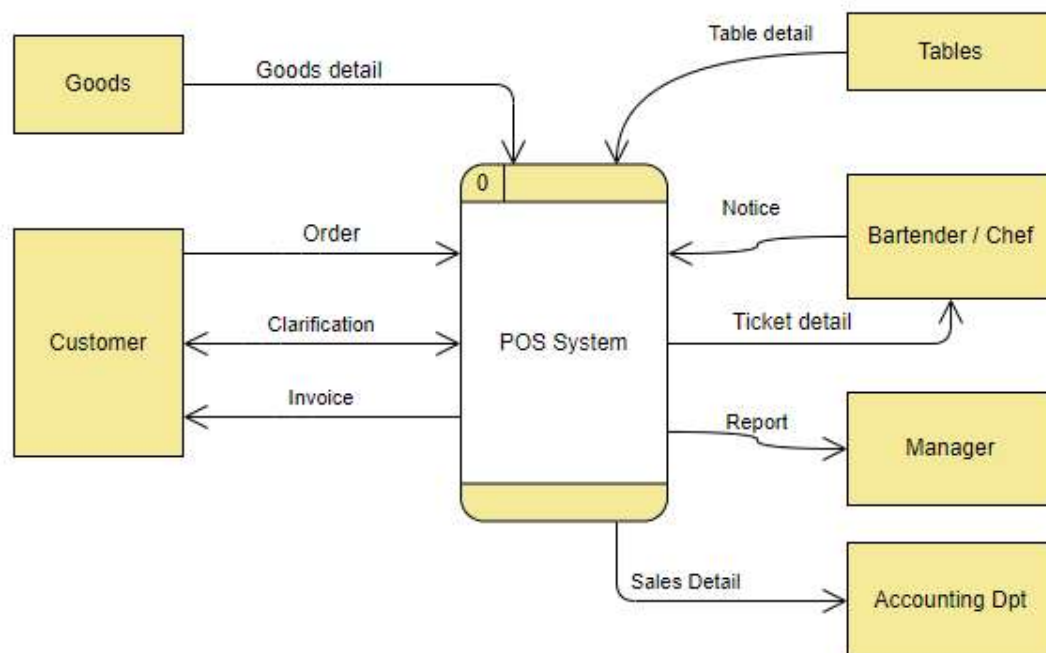 Table detail
Tables
Goods
Goods detail
0
Notice
Bartender / Chef
Order
Customer
Clarification
POS System
Ticket detail
Invoice
Report
Manager
Sales Detail
Accounting Dpt